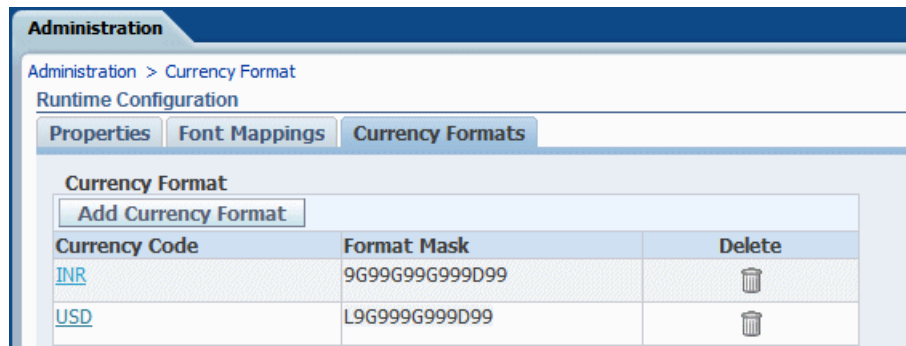 Administration
Administration > Currency Format
Runtime Configuration
Properties Font Mappings Currency Formats
Currency Format
Add Currency Format
Currency Code Format Mask Delete
INR 9G99G99G999D99
USD L9G999G999D99